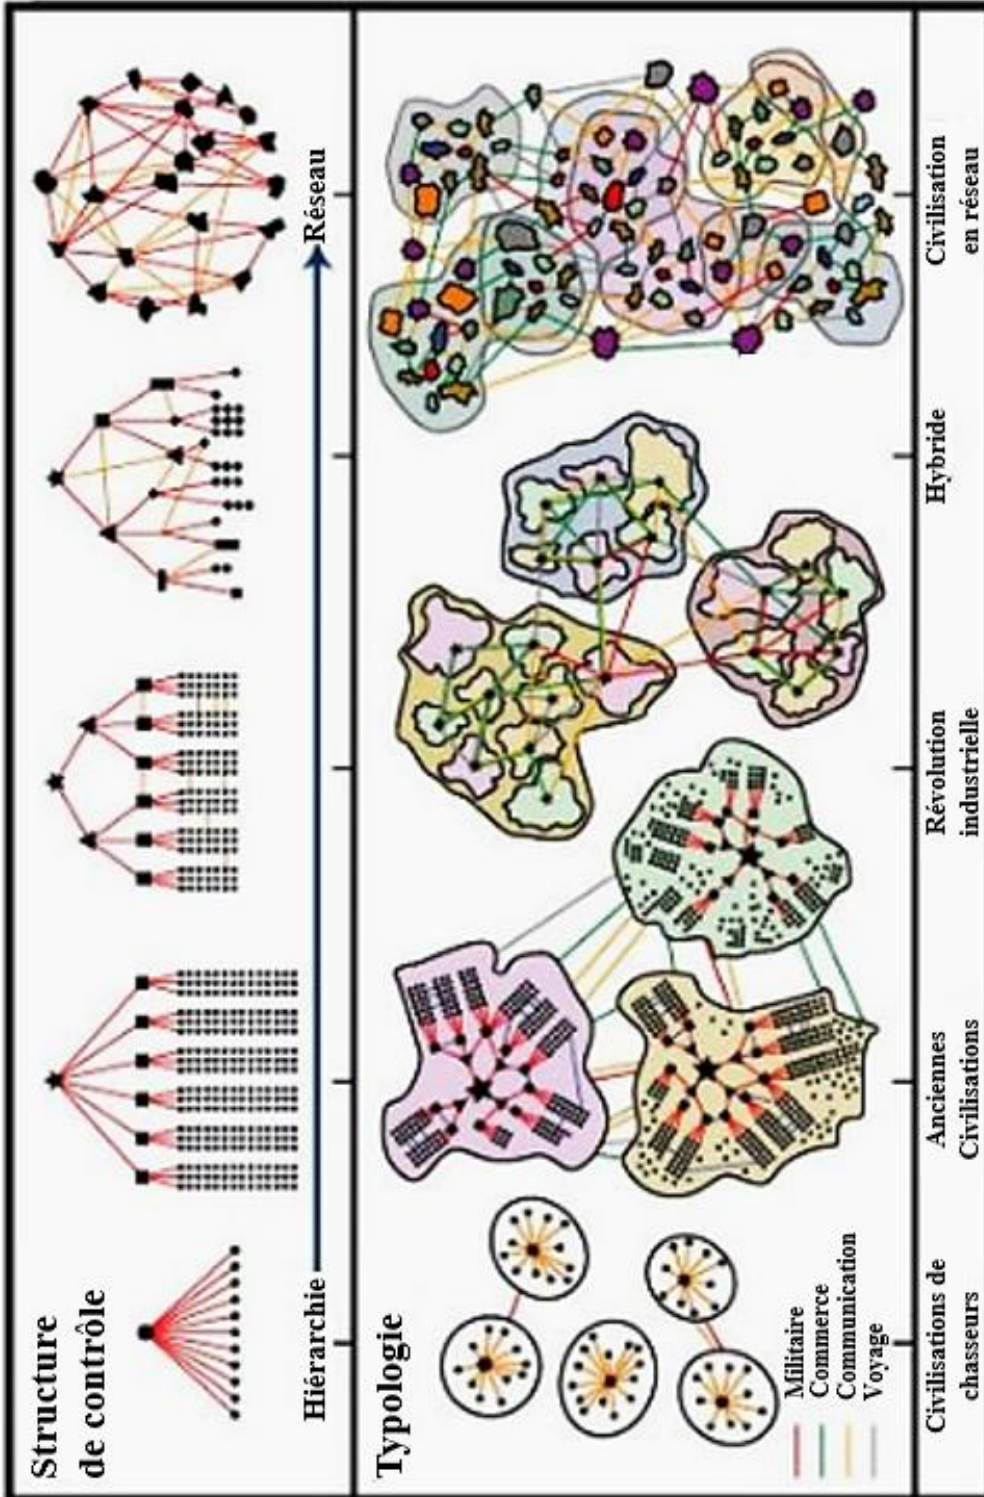 Structure
de contrôle
Hiérarchie
Réseau
Typologie
Militaire
Commerce
Communication
Voyage
Civilisations de
chasseurs
Anciennes
Civilisations
Révolution
industrielle
Hybride
Civilisation
en réseau